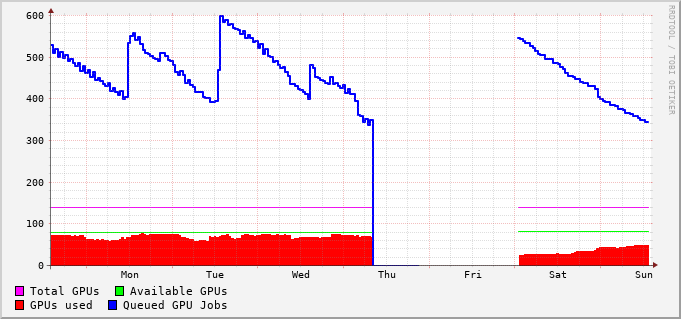 600
500
400
300
200
100
0
Mon Tue Wed Thu Fri Sat Sun
Total GPUs Available GPUs
GPUs used Queued GPU Jobs
RRDTOOL / TOBI OETIKER